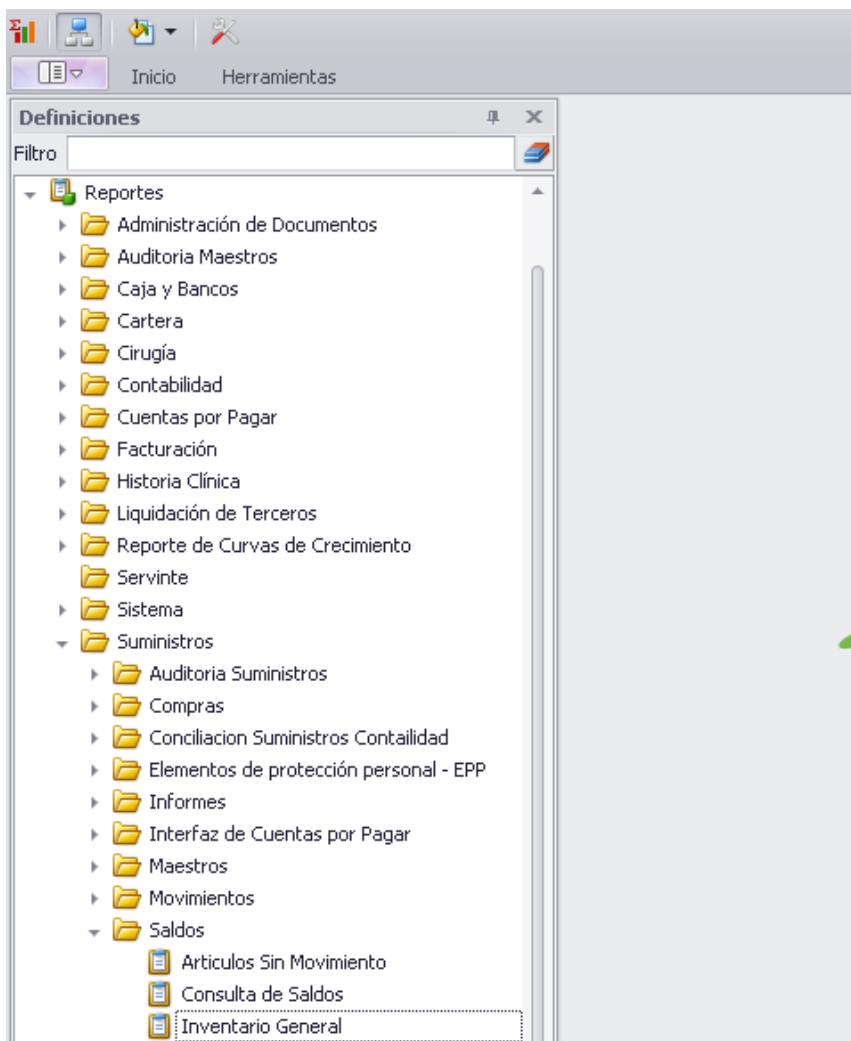 Inicio Herramientas
Definiciones
Filtro
Reportes
Administración de Documentos
Auditoria Maestros
Caja y Bancos
Cartera
Cirugía
Contabilidad
Cuentas por Pagar
Facturación
Historia Clínica
Liquidación de Terceros
Reporte de Curvas de Crecimiento
Servinte
Sistema
Suministros
Auditoria Suministros
Compras
Conciliacion Suministros Contailidad
Elementos de protección personal - EPP
Informes
Interfaz de Cuentas por Pagar
Maestros
Movimientos
Saldos
Articulos Sin Movimiento
Consulta de Saldos
Inventario General